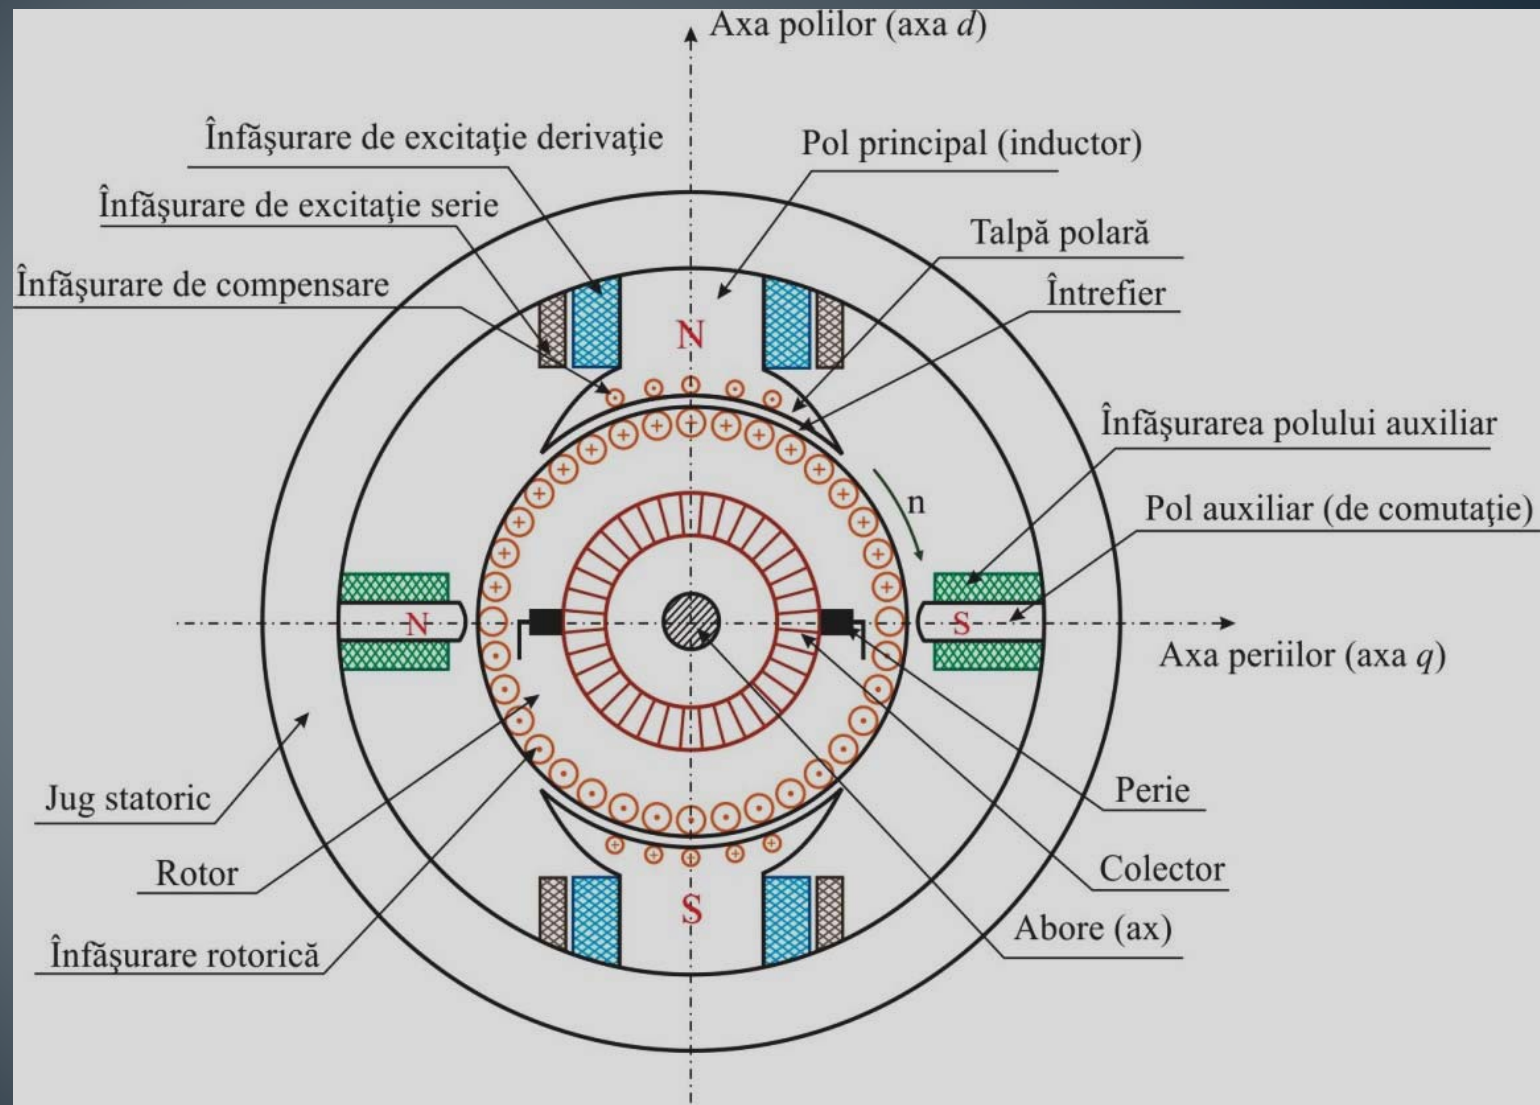 Axa polilor (axa d)
Înfăşurare de excitaţie derivaţie
Pol principal (inductor)
Înfăşurare de excitaţie serie
Talpă polară
Înfăşurare de compensare
Întrefier
N
Înfăşurarea polului auxiliar
n
Pol auxiliar (de comutaţie)
N
S
Axa periilor (axa q)
Jug statoric
Perie
Rotor
Colector
S
Abore (ax)
Înfăşurare rotorică